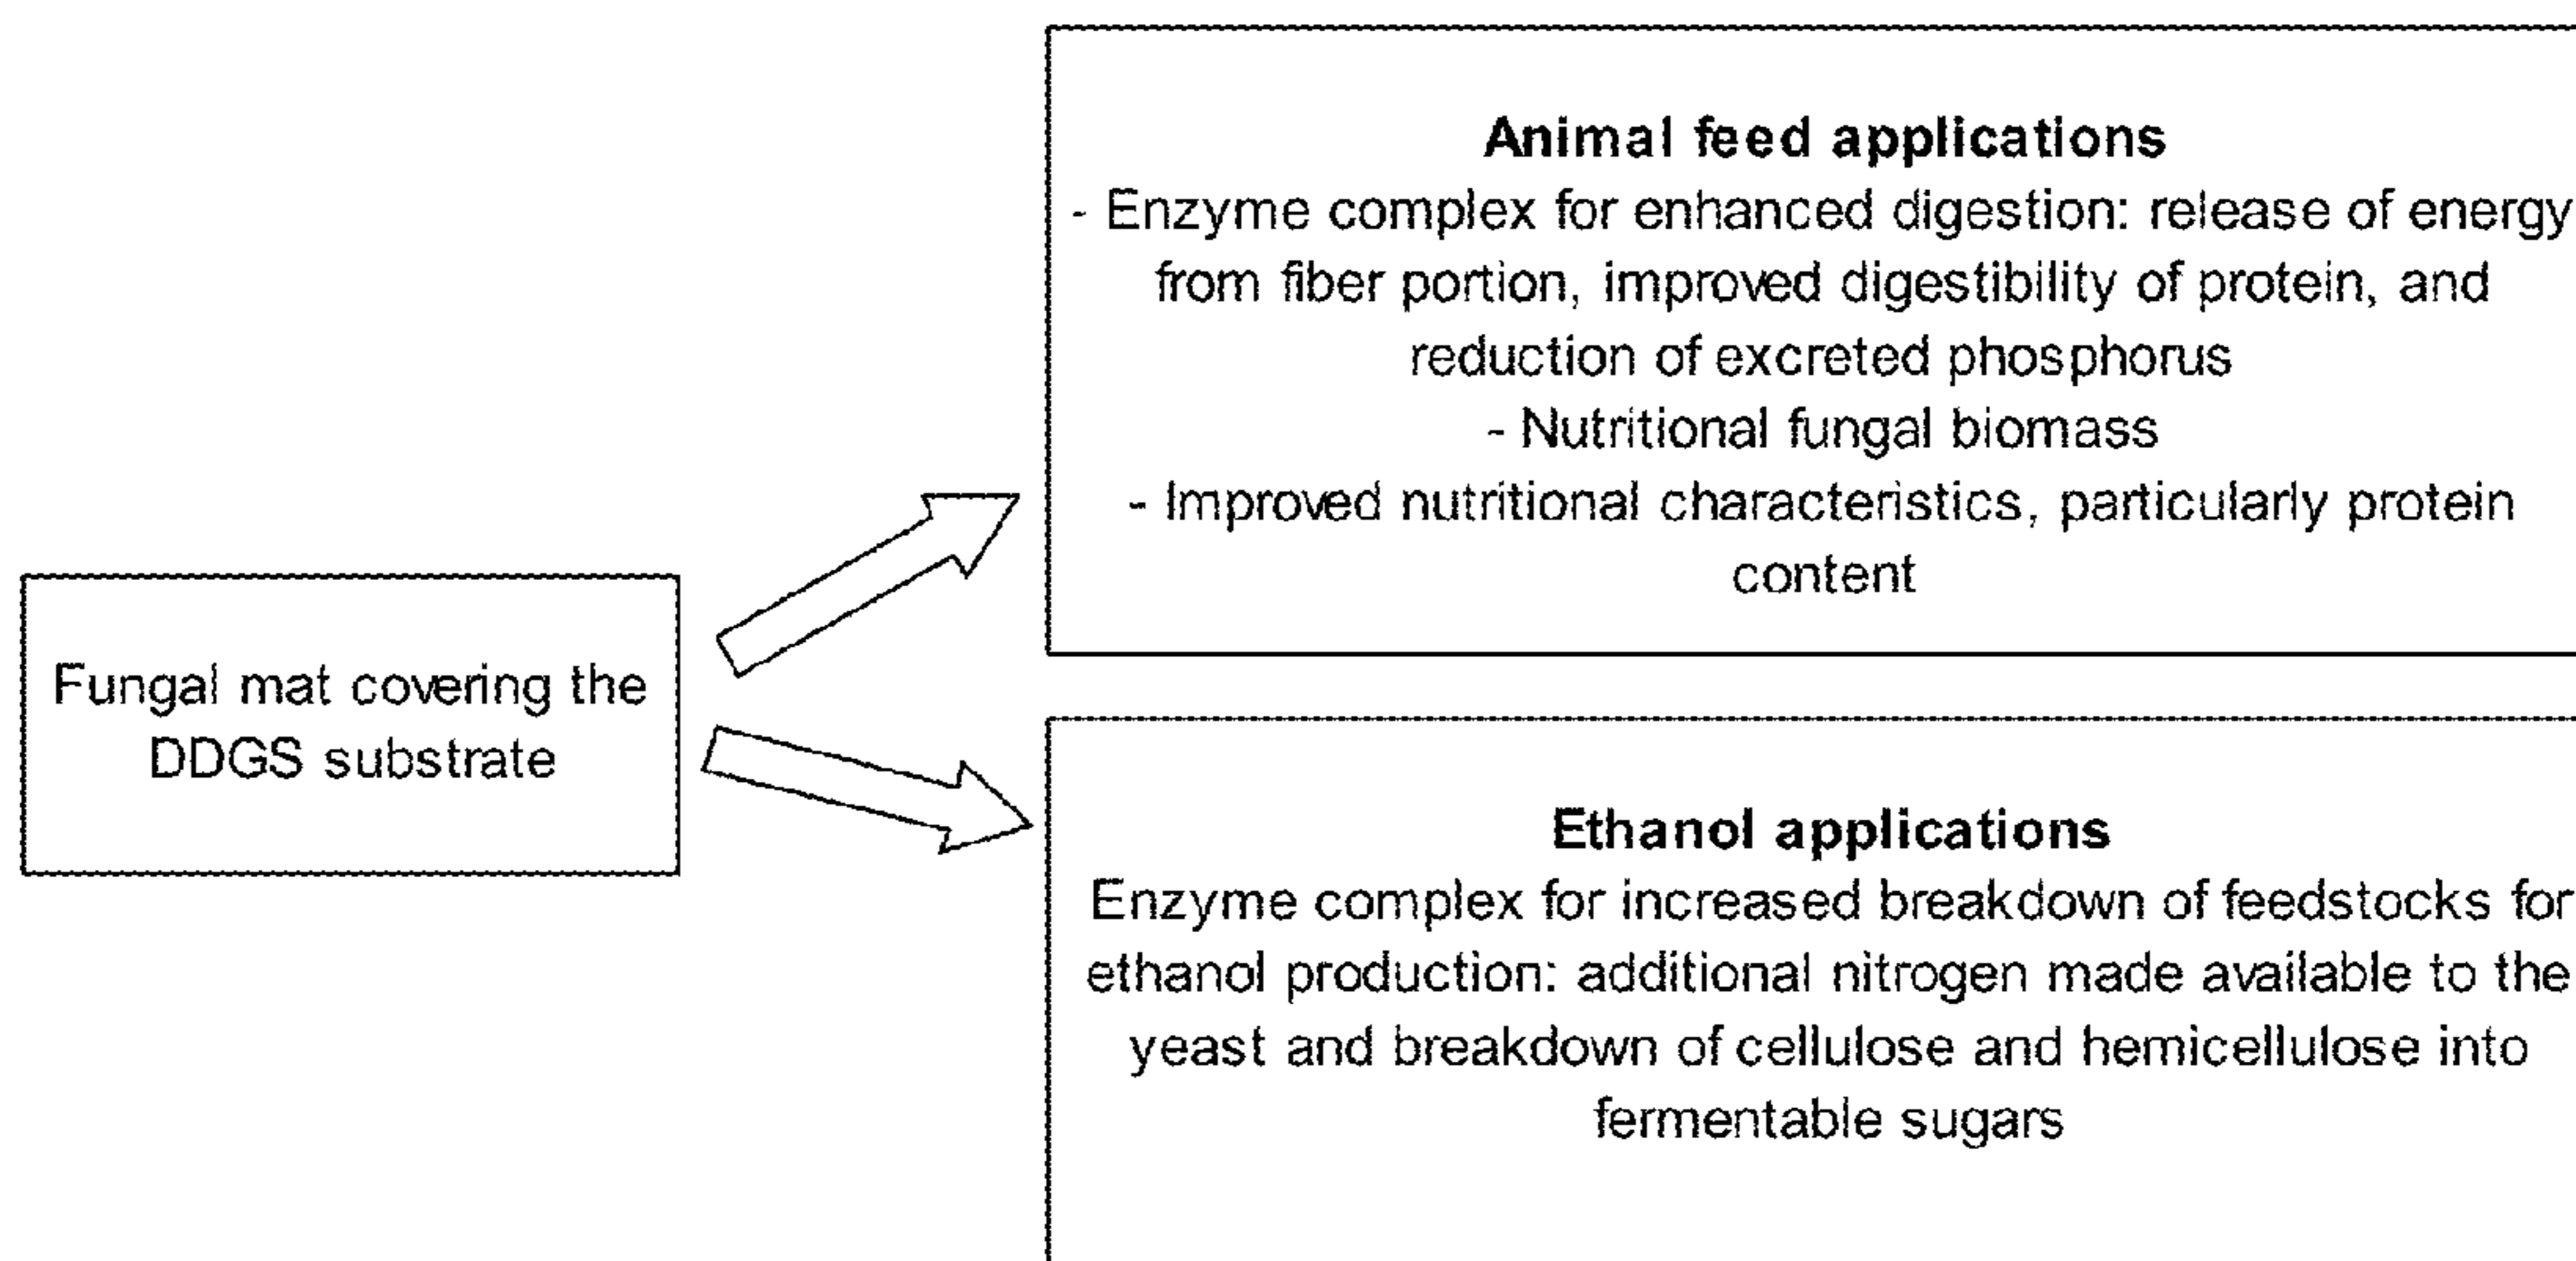 Animal feed applications
- Enzyme complex for enhanced digestion: release of energy
from fiber portion, improved digestibility of protein, and
reduction of excreted phosphorus
- Nutritional fungal biomass
- Improved nutritional characteristics, particularly protein
content
Fungal mat covering the
DDGS substrate
Ethanol applications
Enzyme complex for increased breakdown of feedstocks for
ethanol production: additional nitrogen made available to the
yeast and breakdown of cellulose and hemicellulose into
fermentable sugars